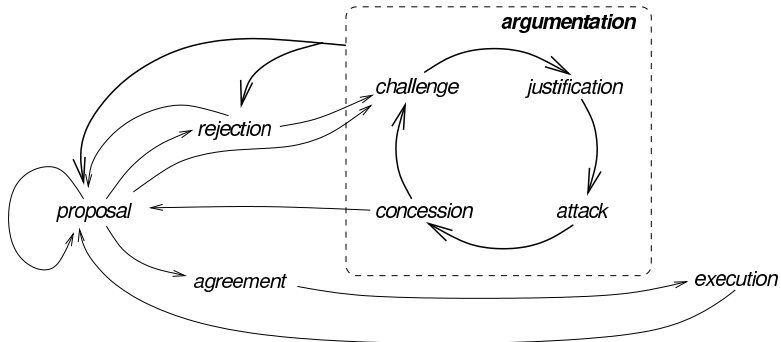 argumentation
challenge
justification
rejection
proposal
concession
attack
agreement
execution